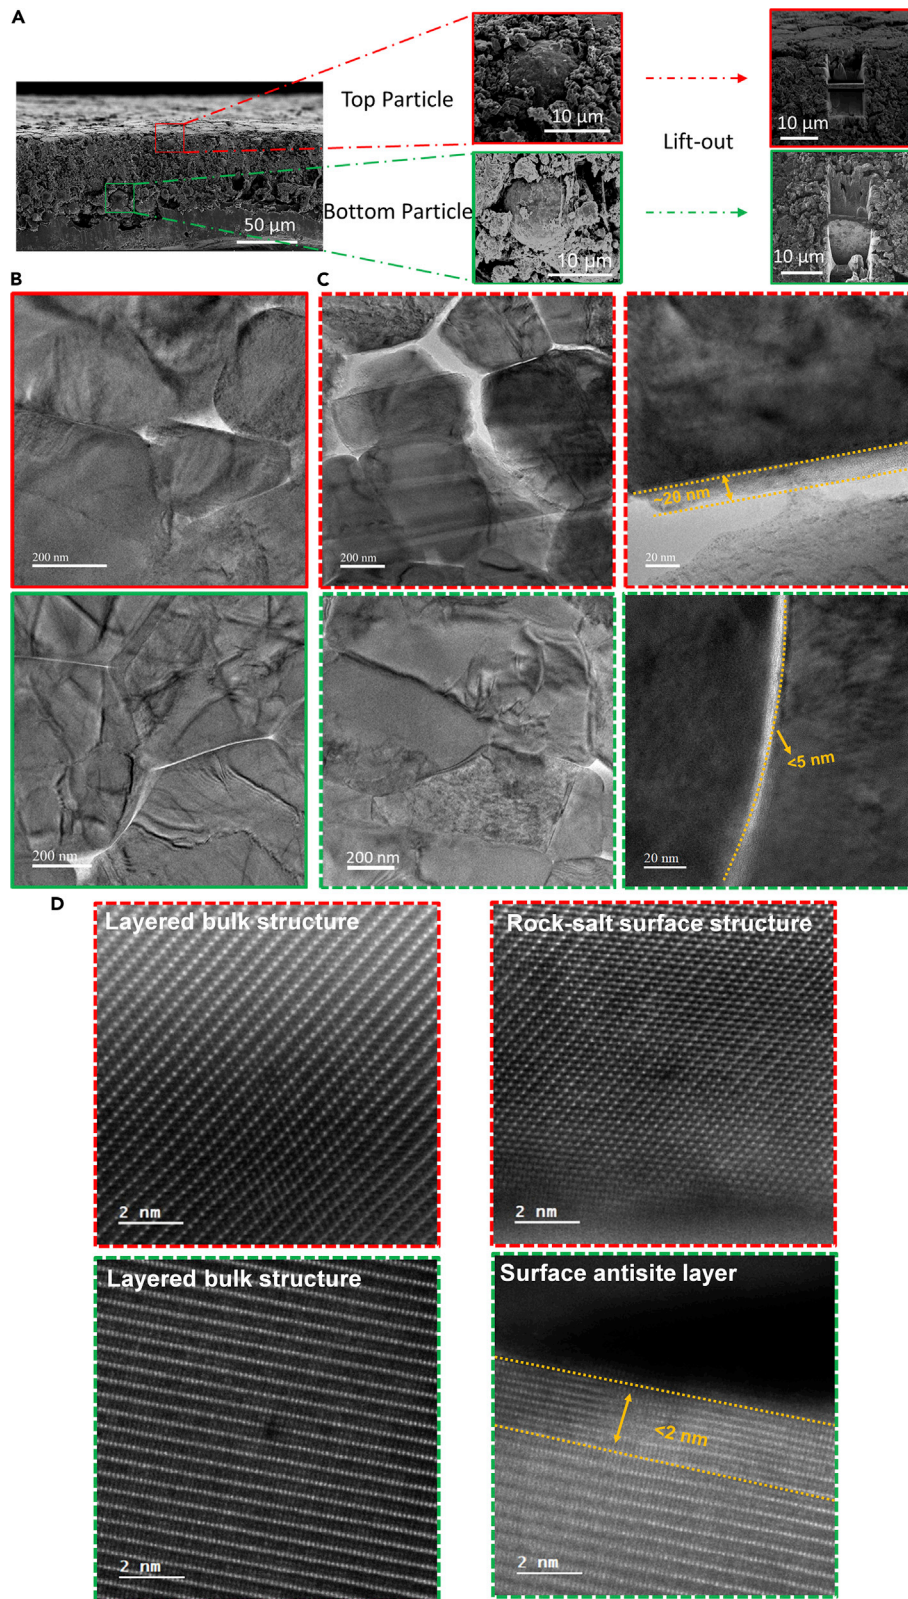 A
Top Particle
Bottom Particle
50 μm
10 μm
10 μm
Lift-out
10 μm
10 μm
B
C
200 nm
200 nm
~20 nm
20 nm
200 nm
200 nm
<5 nm
20 nm
D
Layered bulk structure
2 nm
Rock-salt surface structure
2 nm
Layered bulk structure
2 nm
Surface antisite layer
<2 nm
2 nm